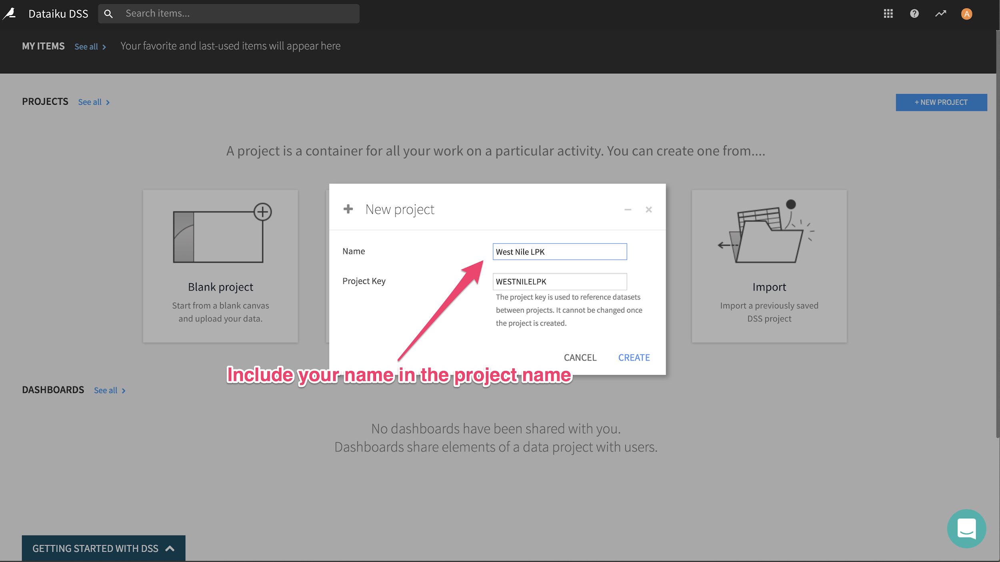 Dataiku DSS
Search items...
A
MY ITEMS
See all
Your favorite and last-used items will appear here
PROJECTS
See all
+ NEW PROJECT
A project is a container for all your work on a particular activity. You can create one from....
New project
Name
West Nile LPK
Project Key
WESTNILELPK
The project key is used to reference datasets
between projects. It cannot be changed once
the project is created.
CANCEL
CREATE
Blank project
Start from a blank canvas
and upload your data.
Import
Import a previously saved
DSS project
Include your name in the project name
DASHBOARDS
See all
No dashboards have been shared with you.
Dashboards share elements of a data project with users.
GETTING STARTED WITH DSS